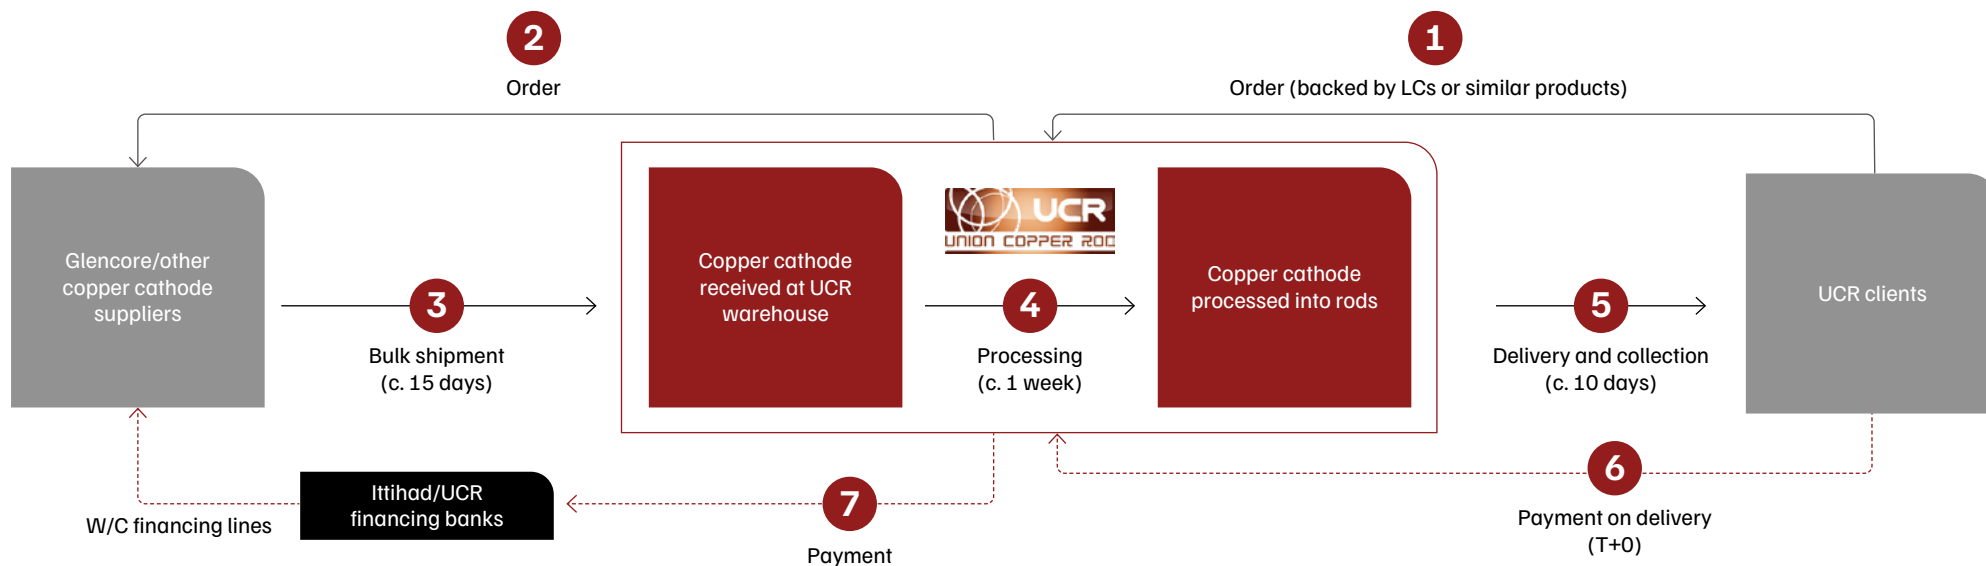 2
Order
1
Order (backed by LCs or similar products)
Glencore/other
copper cathode
suppliers
3
Bulk shipment
(c. 15 days)
Copper cathode
received at UCR
warehouse
UCR
UNION COPPER ROD
4
Processing
(c. 1 week)
Copper cathode
processed into rods
5
Delivery and collection
(c. 10 days)
UCR clients
W/C financing lines
Ittihad/UCR
financing banks
7
Payment
6
Payment on delivery
(T+0)